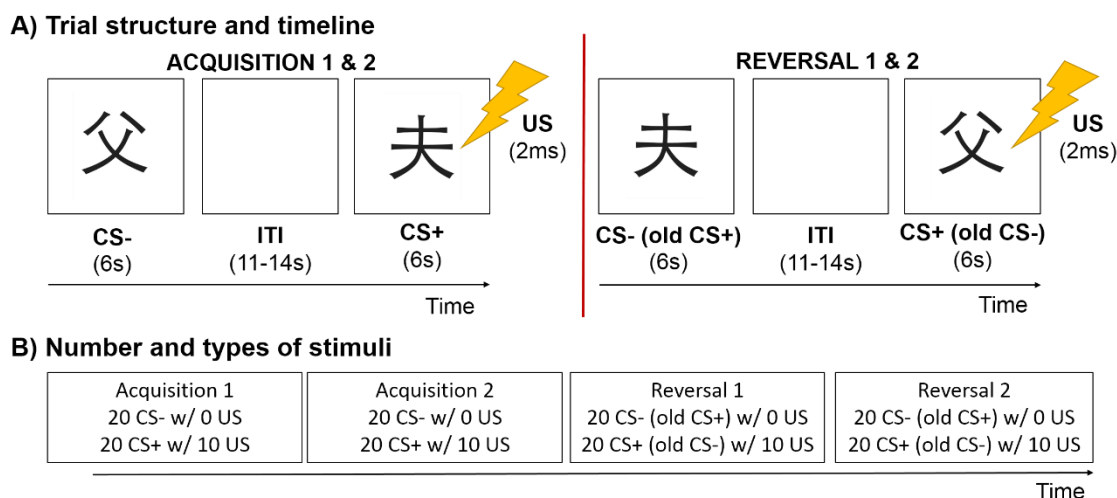 A) Trial structure and timeline
ACQUISITION 1 & 2
父
夫
US
(2ms)
CS-
(6s)
ITI
(11-14s)
CS+
(6s)
Time
REVERSAL 1 & 2
夫
父
US
(2ms)
CS- (old CS+)
(6s)
ITI
(11-14s)
CS+ (old CS-)
(6s)
Time
B) Number and types of stimuli
Acquisition 1
20 CS- w/ 0 US
20 CS+ w/ 10 US
Acquisition 2
20 CS- w/ 0 US
20 CS+ w/ 10 US
Reversal 1
20 CS- (old CS+) w/ 0 US
20 CS+ (old CS-) w/ 10 US
Reversal 2
20 CS- (old CS+) w/ 0 US
20 CS+ (old CS-) w/ 10 US
Time